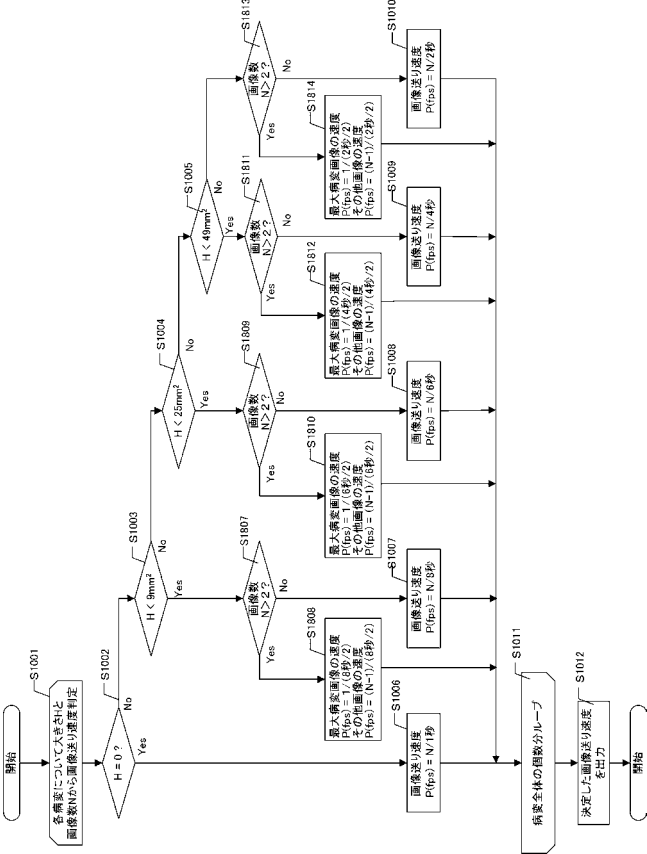 開始
S1001
各病変について大きさHと
画像数Nから画像送り速度判定
S1002
H = 0 ?
No
Yes
S1003
H < 9mm²
No
Yes
S1004
H < 25mm²
No
Yes
S1005
H < 49mm²
No
Yes
S1807
画像数
N > 2 ?
No
Yes
S1809
画像数
N > 2 ?
No
Yes
S1811
画像数
N > 2 ?
No
Yes
S1813
画像数
N > 2 ?
No
Yes
S1808
最大病変画像の速度
P(fps) = 1/(8秒/2)
その他画像の速度
P(fps) = (N-1)/(8秒/2)
S1810
最大病変画像の速度
P(fps) = 1/(6秒/2)
その他画像の速度
P(fps) = (N-1)/(6秒/2)
S1812
最大病変画像の速度
P(fps) = 1/(4秒/2)
その他画像の速度
P(fps) = (N-1)/(4秒/2)
S1814
最大病変画像の速度
P(fps) = 1/(2秒/2)
その他画像の速度
P(fps) = (N-1)/(2秒/2)
S1006
画像送り速度
P(fps) = N/1秒
S1007
画像送り速度
P(fps) = N/8秒
S1008
画像送り速度
P(fps) = N/6秒
S1009
画像送り速度
P(fps) = N/4秒
S1010
画像送り速度
P(fps) = N/2秒
S1011
病変全体の個数分ループ
S1012
決定した画像送り速度
を出力
開始